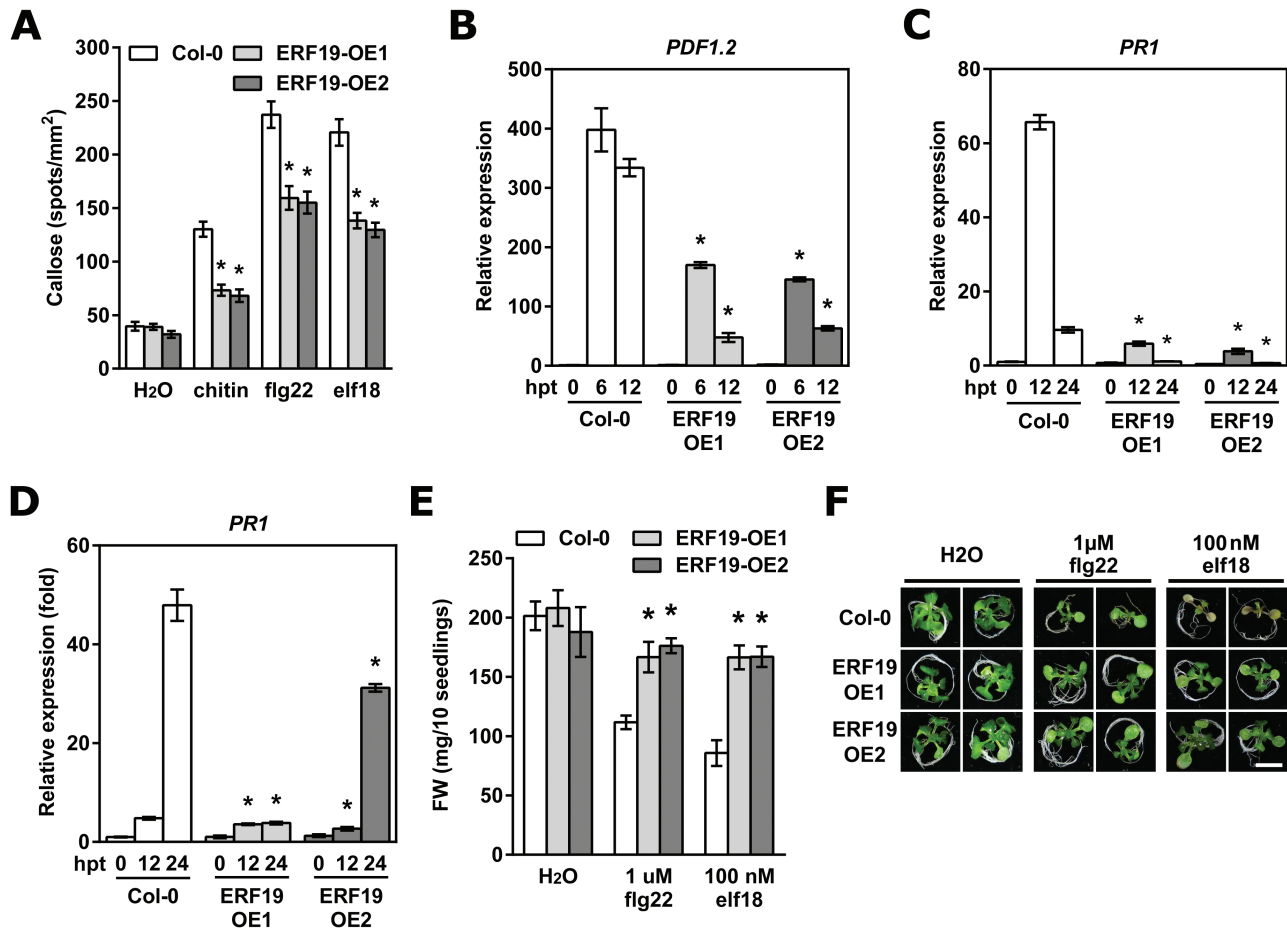 A
Callose (spots/mm²)
300
250
200
150
100
50
0
Col-0
ERF19-OE1
ERF19-OE2
* * * * * *
H2O chitin flg22 elf18
B
PDF1.2
Relative expression
500
400
300
200
100
0
* * * *
hpt 0 6 12 0 6 12 0 6 12
Col-0 ERF19 ERF19
OE1 OE2
C
PR1
Relative expression
80
60
40
20
0
* * * *
hpt 0 12 24 0 12 24 0 12 24
Col-0 ERF19 ERF19
OE1 OE2
D
PR1
Relative expression (fold)
60
40
20
0
* * * *
hpt 0 12 24 0 12 24 0 12 24
Col-0 ERF19 ERF19
OE1 OE2
E
FW (mg/10 seedlings)
250
200
150
100
50
0
Col-0
ERF19-OE1
ERF19-OE2
* * * *
H2O 1 uM 100 nM
flg22 elf18
F
H2O 1µM 100 nM
flg22 elf18
Col-0
ERF19
OE1
ERF19
OE2